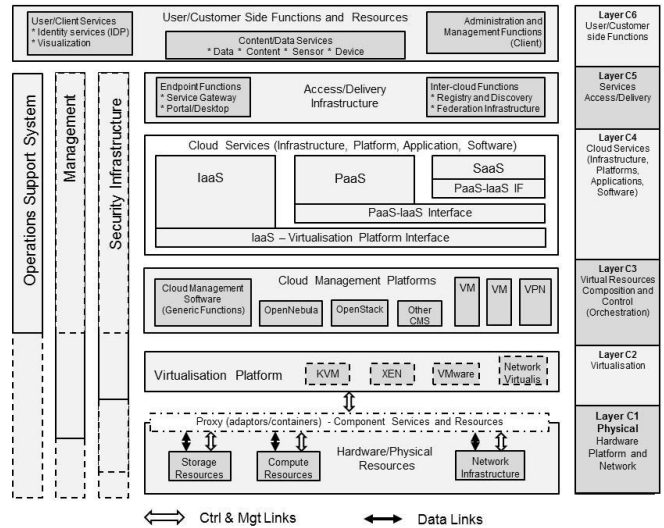 User/Client Services
* Identity services (IDP)
* Visualization
User/Customer Side Functions and Resources
Content/Data Services
* Data * Content * Sensor * Device
Administration and
Management Functions
(Client)
Layer C6
User/Customer
side Functions
Operations Support System
Management
Security Infrastructure
Endpoint Functions
* Service Gateway
* Portal/Desktop
Access/Delivery
Infrastructure
Inter-cloud Functions
* Registry and Discovery
* Federation Infrastructure
Layer C5
Services
Access/Delivery
Cloud Services (Infrastructure, Platform, Application, Software)
IaaS
PaaS
SaaS
PaaS-IaaS IF
PaaS-IaaS Interface
IaaS – Virtualisation Platform Interface
Layer C4
Cloud Services
(Infrastructure,
Platforms,
Applications,
Software)
Cloud Management Platforms
Cloud Management
Software
(Generic Functions)
OpenNebula
OpenStack
Other
CMS
VM
VM
VPN
Layer C3
Virtual Resources
Composition and
Control
(Orchestration)
Virtualisation Platform
KVM
XEN
VMware
Network
Virtualis
Layer C2
Virtualisation
Proxy (adaptors/containers) - Component Services and Resources
Storage
Resources
Compute
Resources
Hardware/Physical
Resources
Network
Infrastructure
Layer C1
Physical
Hardware
Platform and
Network
Ctrl & Mgt Links
Data Links